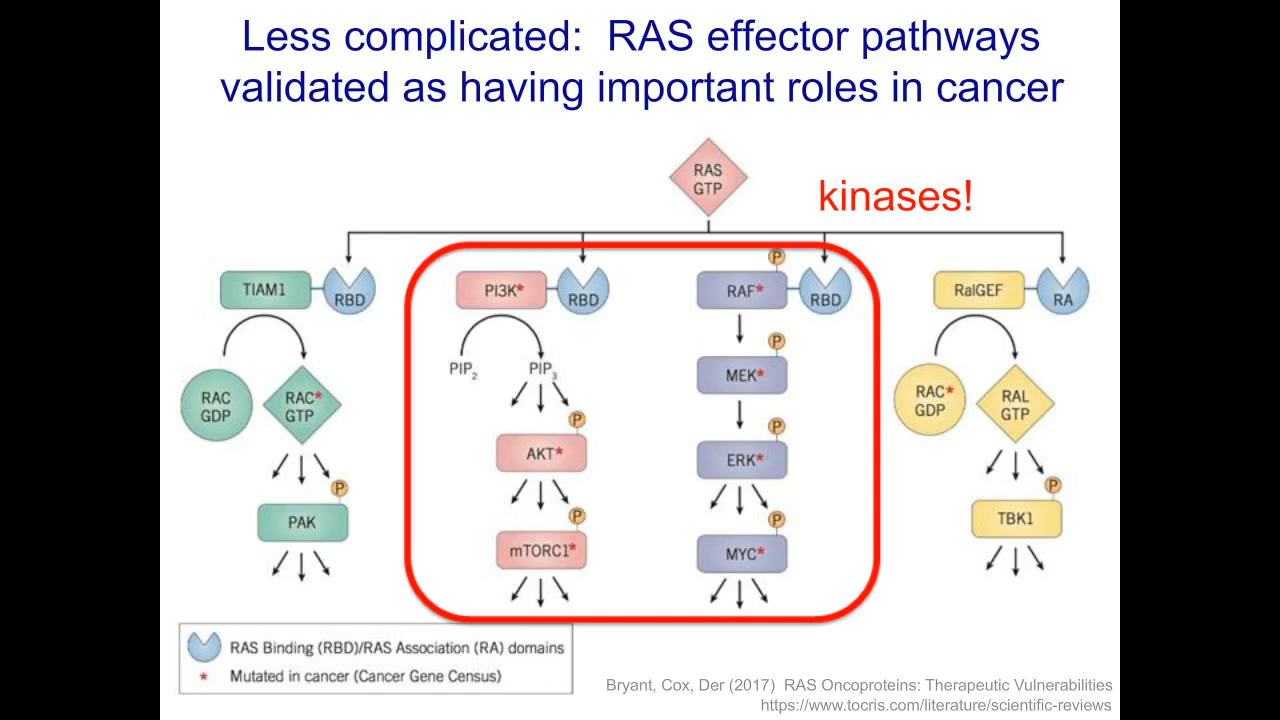 Less complicated:  RAS effector pathways
validated as having important roles in cancer
RAS
GTP
kinases!
TIAM1
RBD
PI3K*
RBD
P
RAF*
RBD
RalGEF
RA
PIP2
PIP3
P
MEK*
RAC
GDP
RAC*
GTP
P
AKT*
P
ERK*
RAC*
GDP
RAL
GTP
P
PAK
P
mTORC1*
P
MYC*
P
TBK1
RAS Binding (RBD)/RAS Association (RA) domains
* Mutated in cancer (Cancer Gene Census)
Bryant, Cox, Der (2017)  RAS Oncoproteins: Therapeutic Vulnerabilities
https://www.tocris.com/literature/scientific-reviews